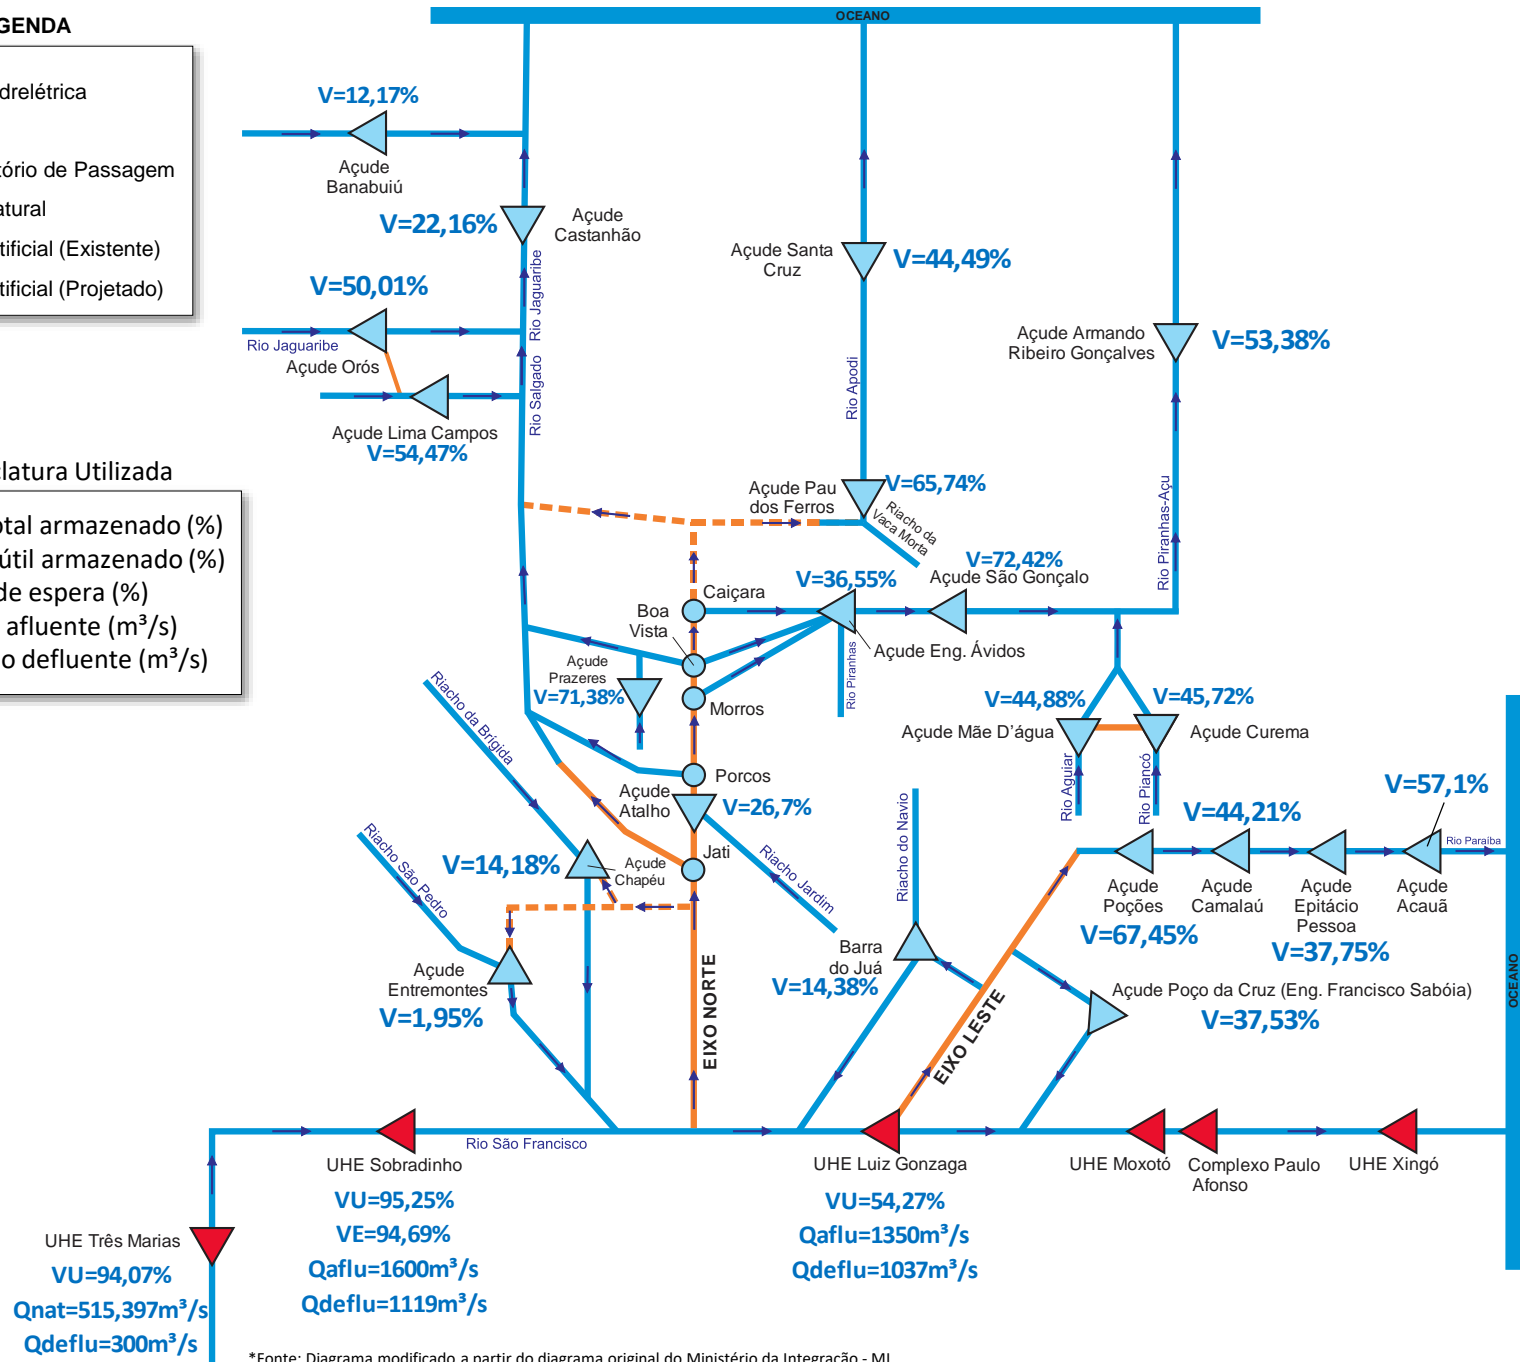 OCEANO
GENDA
drelétrica
tório de Passagem
atural
tificial (Existente)
tificial (Projetado)
V=12,17%
Açude
Banabuiú
V=22,16%
Açude
Castanhão
V=50,01%
Rio Jaguaribe
Açude Orós
Rio Jaguaribe
Rio Salgado
Açude Lima Campos
V=54,47%
Açude Santa
Cruz
V=44,49%
Rio Apodi
Açude Armando
Ribeiro Gonçalves
V=53,38%
Rio Piranhas-Açu
clatura Utilizada
otal armazenado (%)
útil armazenado (%)
de espera (%)
afluente (m³/s)
o defluente (m³/s)
Açude Pau
dos Ferros
V=65,74%
Riacho da
Vaca Morta
V=72,42%
Açude São Gonçalo
V=36,55%
Caiçara
Boa
Vista
Açude Eng. Ávidos
Rio Piranhas
Açude
Prazeres
V=71,38%
Morros
Riacho da Brígida
Porcos
Açude
Atalho
V=26,7%
Jati
Riacho Jardim
V=44,88%
V=45,72%
Açude Mãe D'água
Açude Curema
Rio Aguiar
Rio Piancó
V=57,1%
V=44,21%
Rio Paraíba
Açude
Poções
V=67,45%
Açude
Camalaú
Açude
Epitácio
Pessoa
V=37,75%
Açude
Acauã
Riacho São Pedro
V=14,18%
Açude
Chapéu
Riacho do Navio
Açude
Entremontes
V=1,95%
EIXO NORTE
Barra
do Juá
V=14,38%
EIXO LESTE
Açude Poço da Cruz (Eng. Francisco Sabóia)
V=37,53%
OCEANO
Rio São Francisco
UHE Sobradinho
VU=95,25%
VE=94,69%
Qaflu=1600m³/s
Qdeflu=1119m³/s
UHE Luiz Gonzaga
VU=54,27%
Qaflu=1350m³/s
Qdeflu=1037m³/s
UHE Moxotó
Complexo Paulo
Afonso
UHE Xingó
UHE Três Marias
VU=94,07%
Qnat=515,397m³/s
Qdeflu=300m³/s
*Fonte: Diagrama modificado a partir do diagrama original do Ministério da Integração - MI